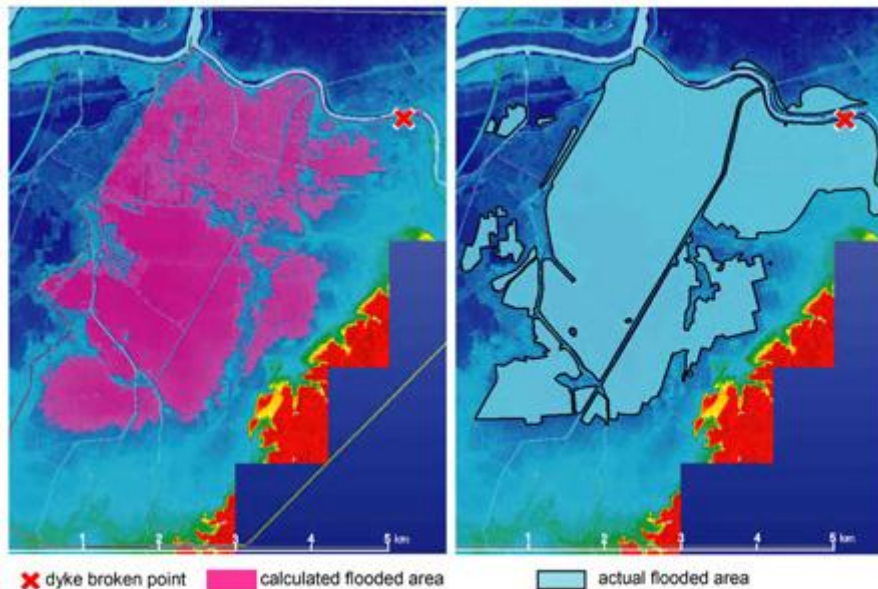 1 2 3 4 5 km
1 2 3 4 5 km
dyke broken point calculated flooded area actual flooded area